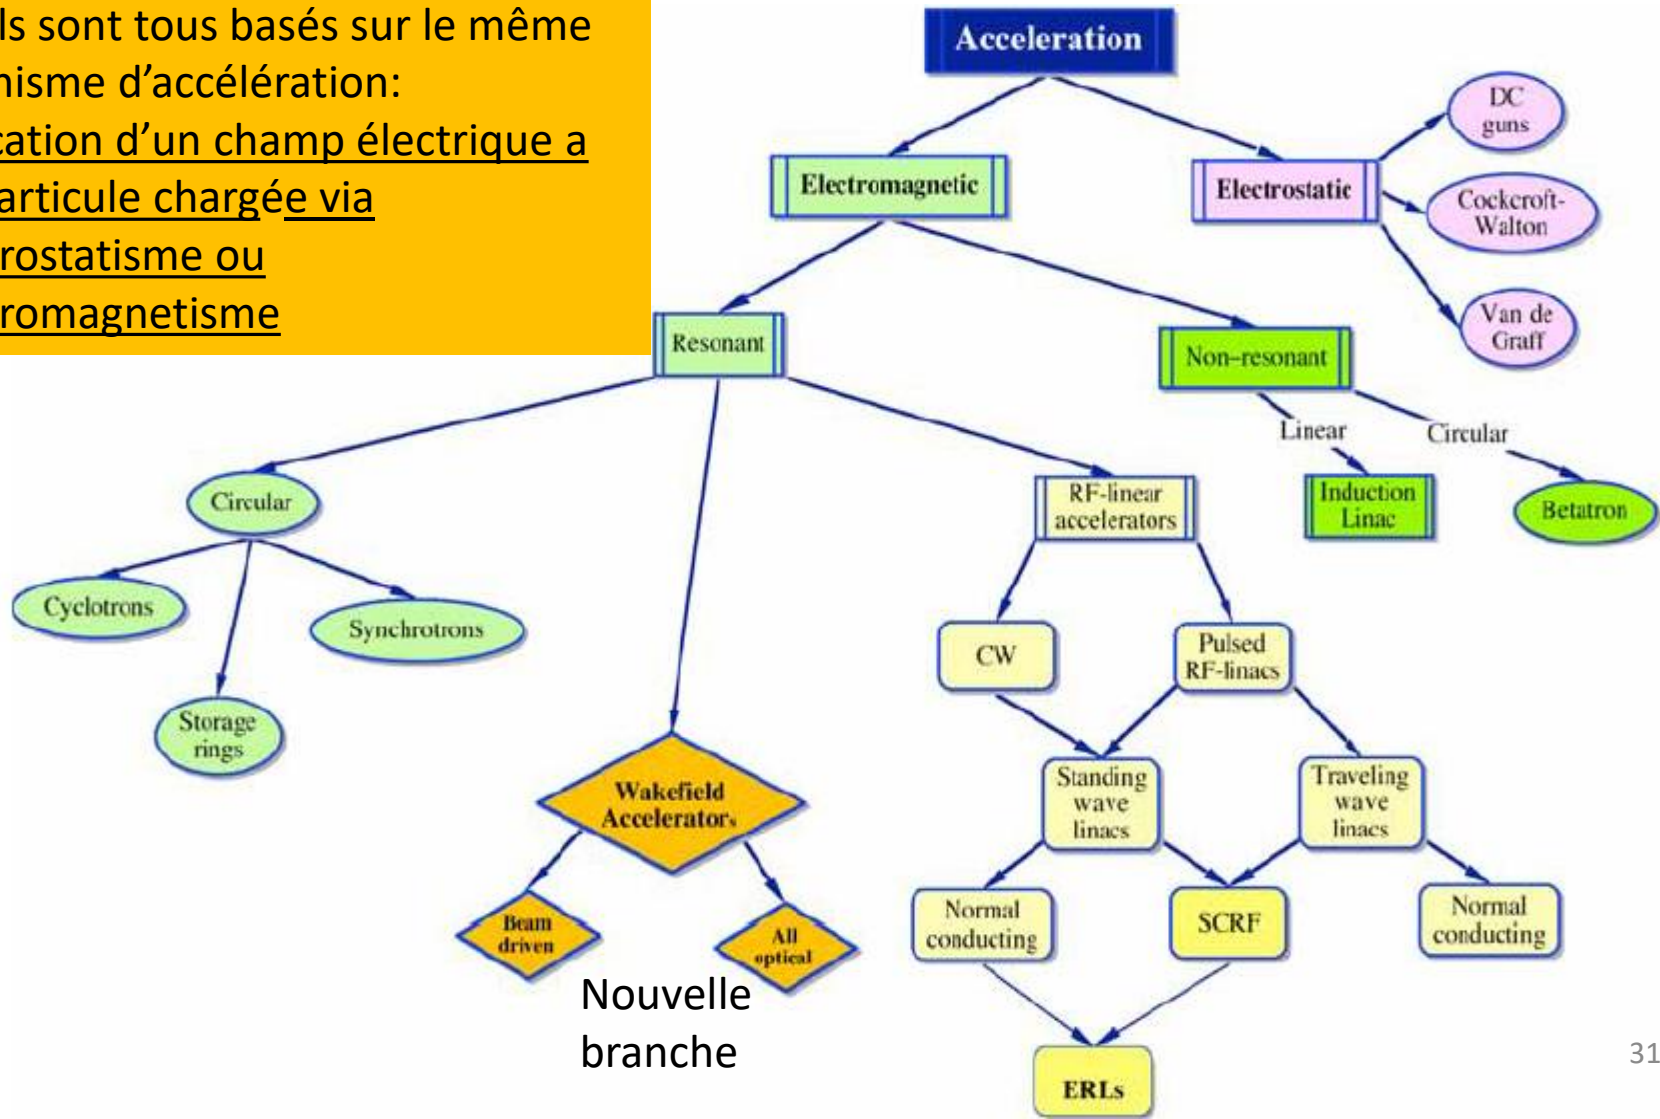 ls sont tous basés sur le même
nisme d'accélération:
cation d'un champ électrique a
articule chargée via
rostatisme ou
romagnetisme
Acceleration
Electromagnetic
Electrostatic
DC
guns
Cockcroft-
Walton
Van de
Graff
Resonant
Non-resonant
Linear
Circular
Induction
Linac
Betatron
Circular
Cyclotrons
Synchrotrons
Storage
rings
RF-linear
accelerators
CW
Pulsed
RF-linacs
Wakefield
Accelerators
Standing
wave
linacs
Traveling
wave
linacs
Beam
driven
All
optical
Normal
conducting
SCRF
Normal
conducting
Nouvelle
branche
ERLs
31